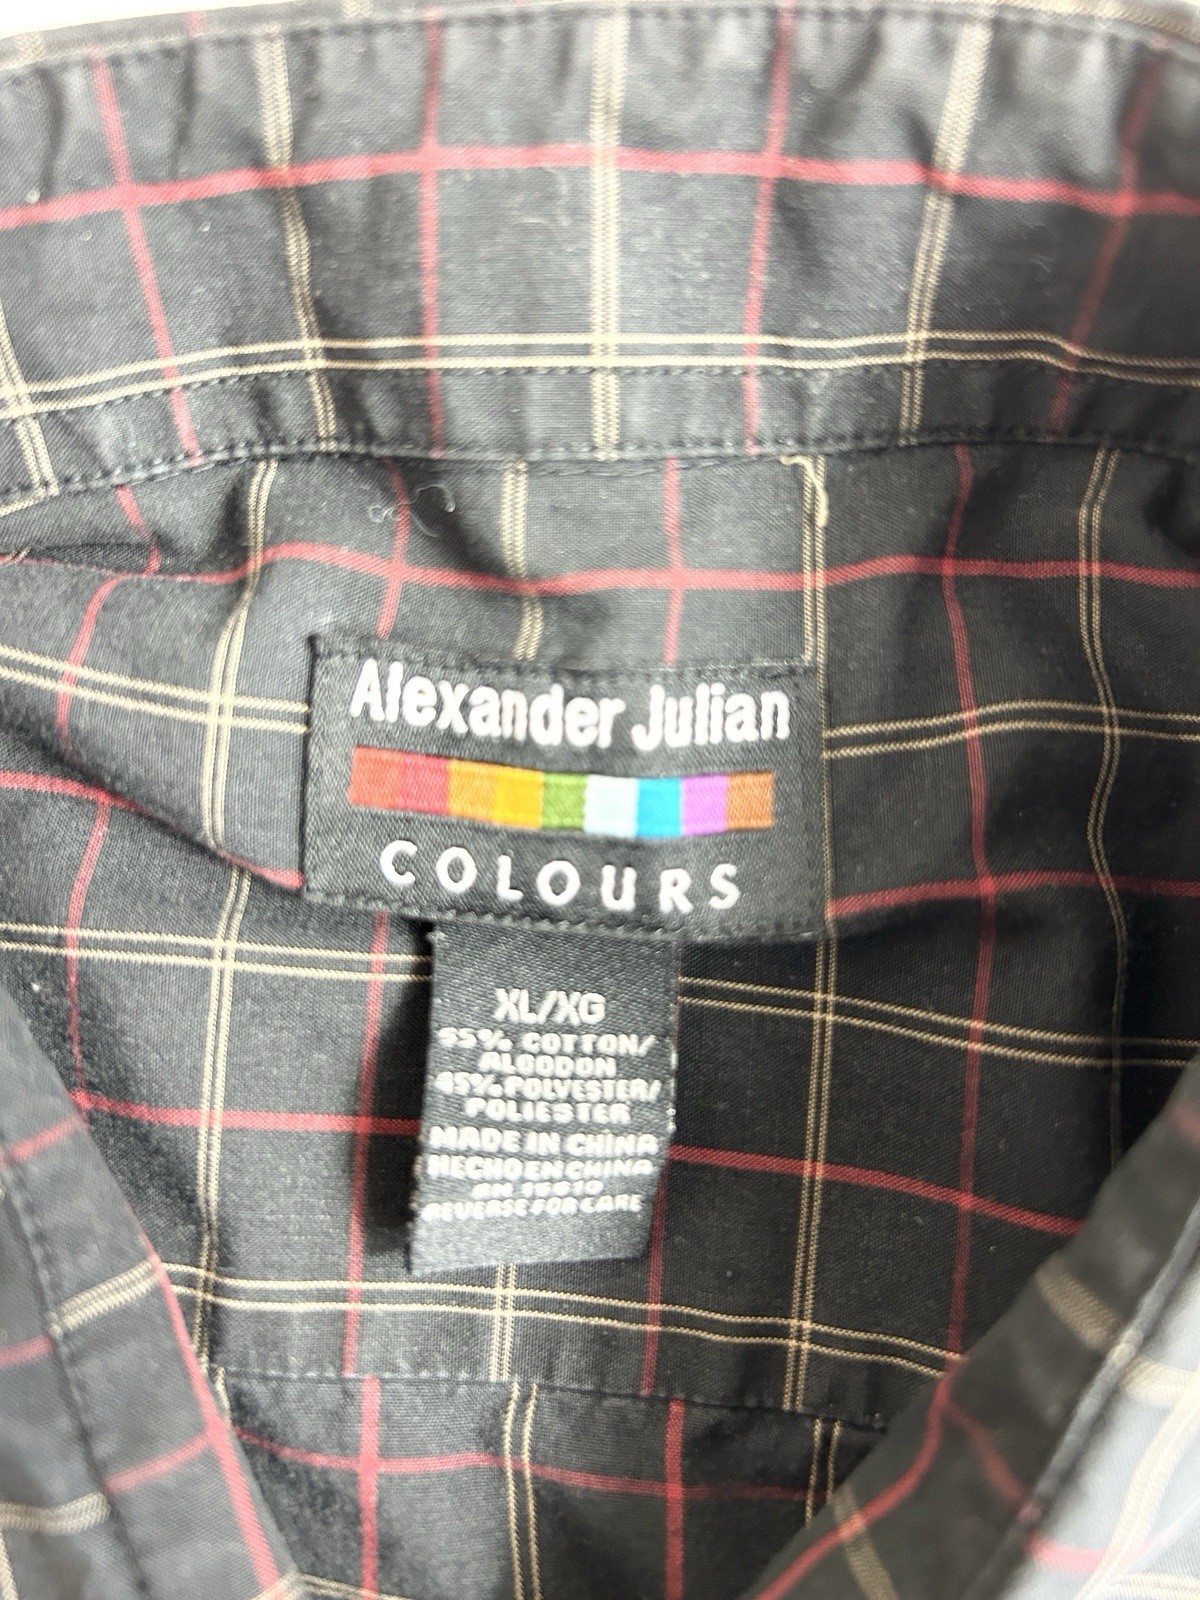 Alexander Julian
COLOURS
XL/XG
55% COTTON/
ALGODON
45% POLYESTER/
POLIESTER
MADE IN CHINA
HECHO EN CHINA
RN
REVERSE FOR CARE